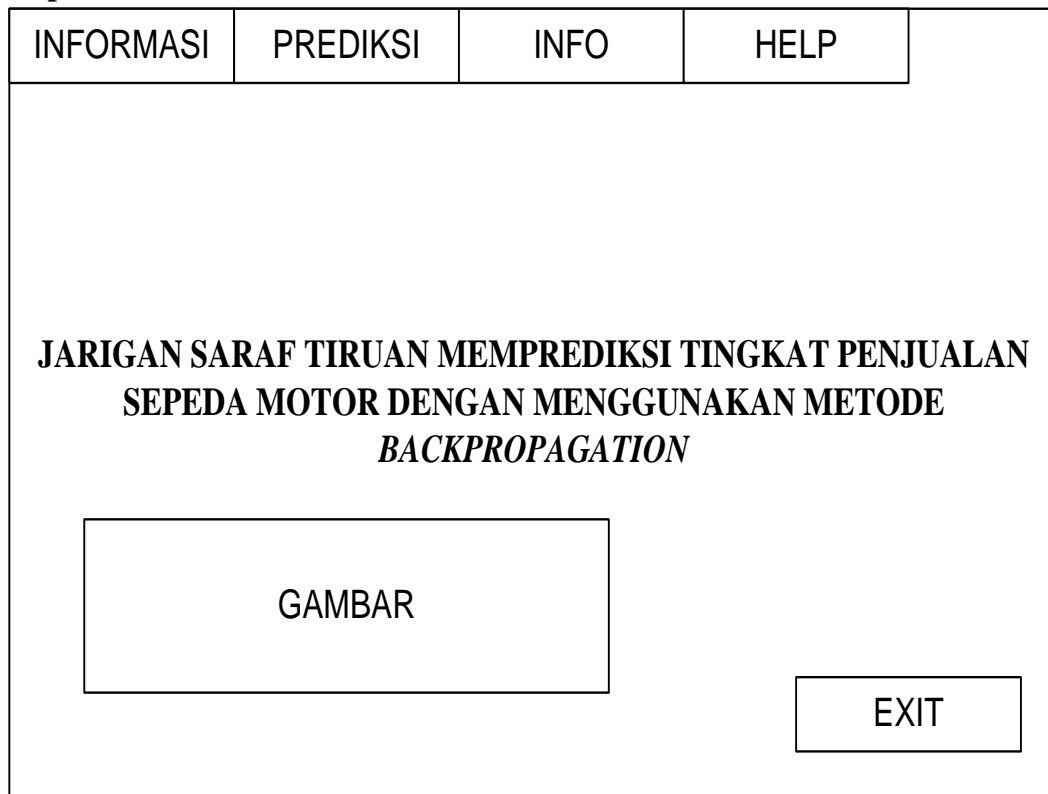 INFORMASI PREDIKSI INFO HELP
JARIGAN SARAF TIRUAN MEMPREDIKSI TINGKAT PENJUALAN
SEPEDA MOTOR DENGAN MENGGUNAKAN METODE
BACKPROPAGATION
GAMBAR
EXIT